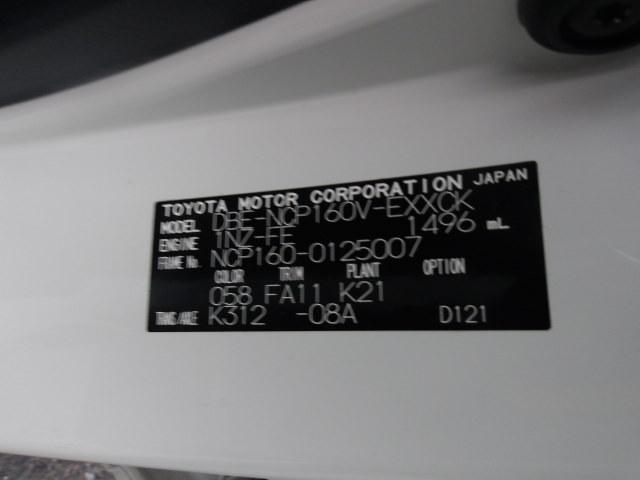 TOYOTA MOTOR CORPORATION JAPAN
MODEL DBF-NCP160V-EXXCK
ENGINE 1NZ-FE 1496 mL
FRAME No. NCP160-0125007
COLOR TRIM PLANT OPTION
058 FA11 K21
TRANS/AXLE K312 -08A D121